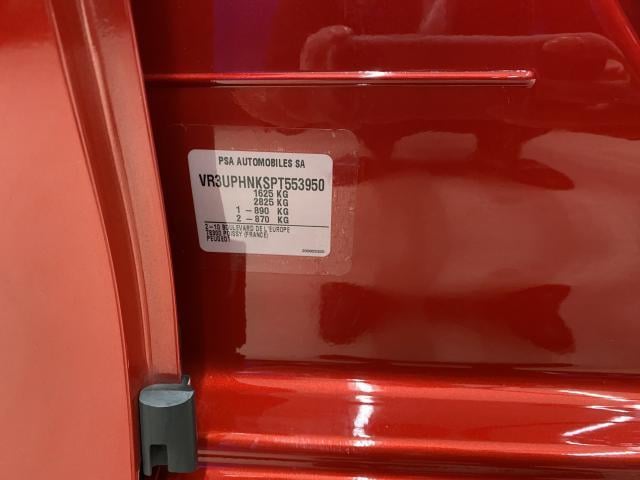 PSA AUTOMOBILES SA
VR3UPHNKSPT553950
1625 KG
2825 KG
1 – 890 KG
2 – 870 KG
2–10 BOULEVARD DE L'EUROPE
78300 POISSY (FRANCE)
PEUGEOT